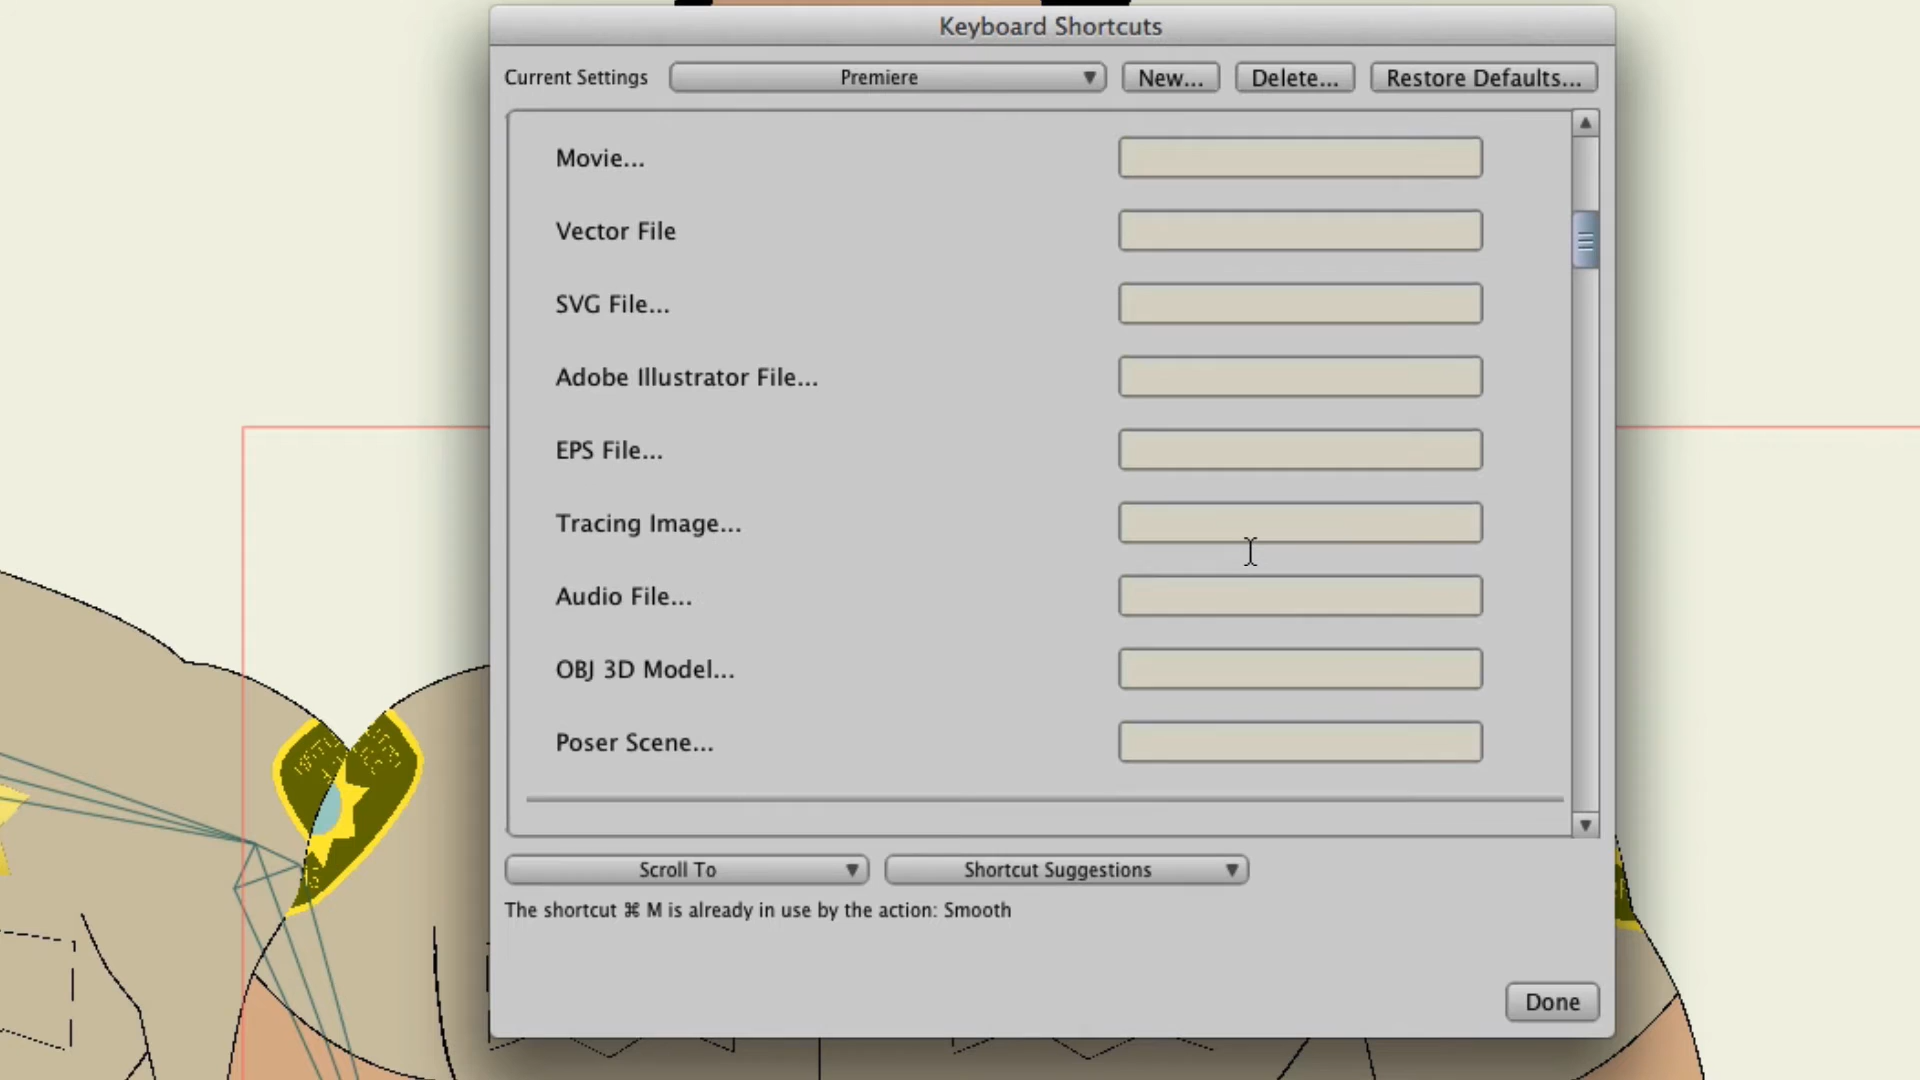 Keyboard Shortcuts
Current Settings Premiere New... Delete... Restore Defaults...
Movie...
Vector File
SVG File...
Adobe Illustrator File...
EPS File...
Tracing Image...
Audio File...
OBJ 3D Model...
Poser Scene...
Scroll To Shortcut Suggestions
The shortcut ⌘ M is already in use by the action: Smooth
Done